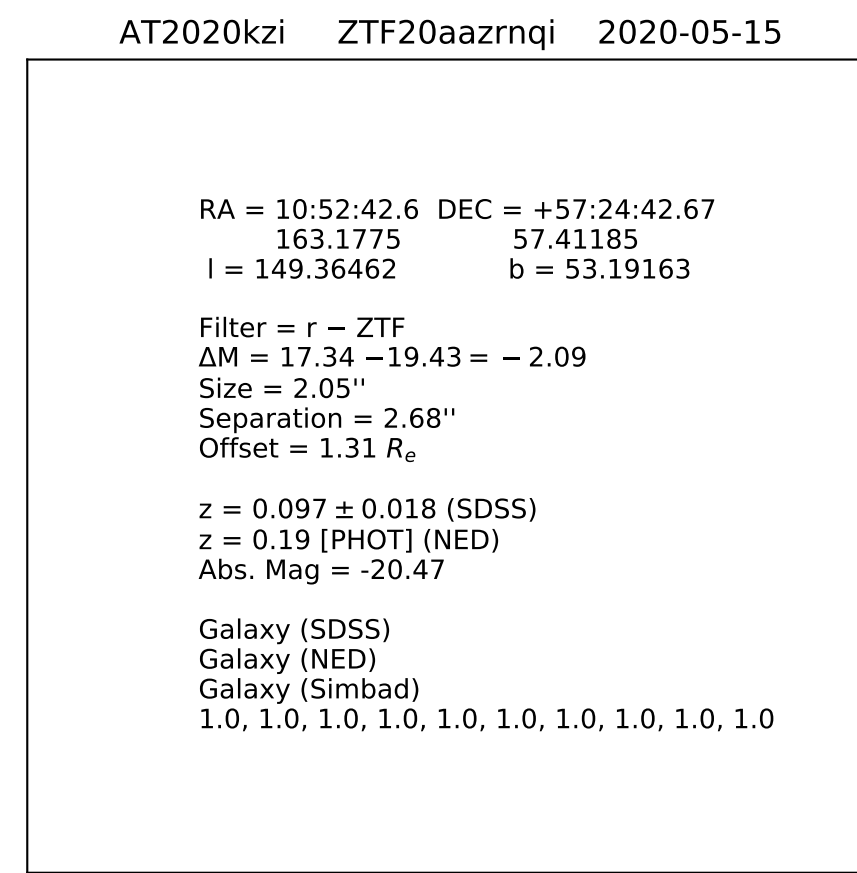 AT2020kzi ZTF20aazrnqi 2020-05-15
RA = 10:52:42.6 DEC = +57:24:42.67
163.1775 57.41185
l = 149.36462 b = 53.19163
Filter = r − ZTF
ΔM = 17.34 −19.43 = − 2.09
Size = 2.05''
Separation = 2.68''
Offset = 1.31 Re
z = 0.097 ± 0.018 (SDSS)
z = 0.19 [PHOT] (NED)
Abs. Mag = -20.47
Galaxy (SDSS)
Galaxy (NED)
Galaxy (Simbad)
1.0, 1.0, 1.0, 1.0, 1.0, 1.0, 1.0, 1.0, 1.0, 1.0